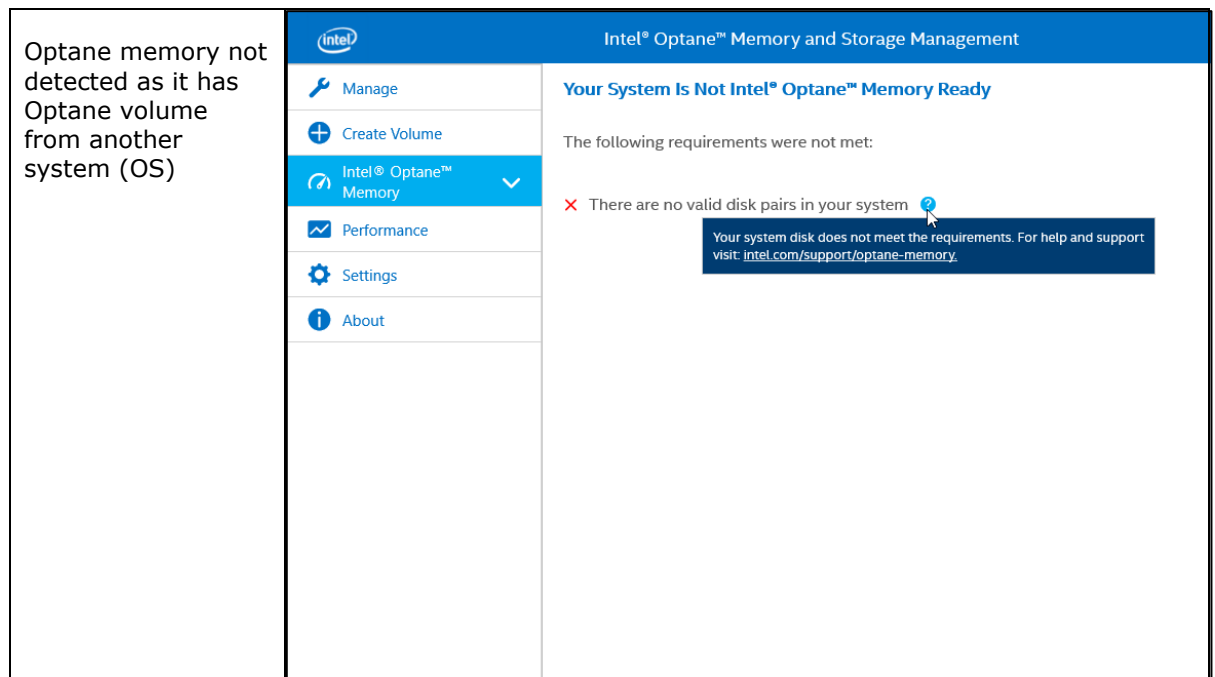 Optane memory not
detected as it has
Optane volume
from another
system (OS)
intel
Intel® Optane™ Memory and Storage Management
Manage
Create Volume
Intel® Optane™
Memory
Performance
Settings
About
Your System Is Not Intel® Optane™ Memory Ready
The following requirements were not met:
There are no valid disk pairs in your system ?
Your system disk does not meet the requirements. For help and support
visit: intel.com/support/optane-memory.